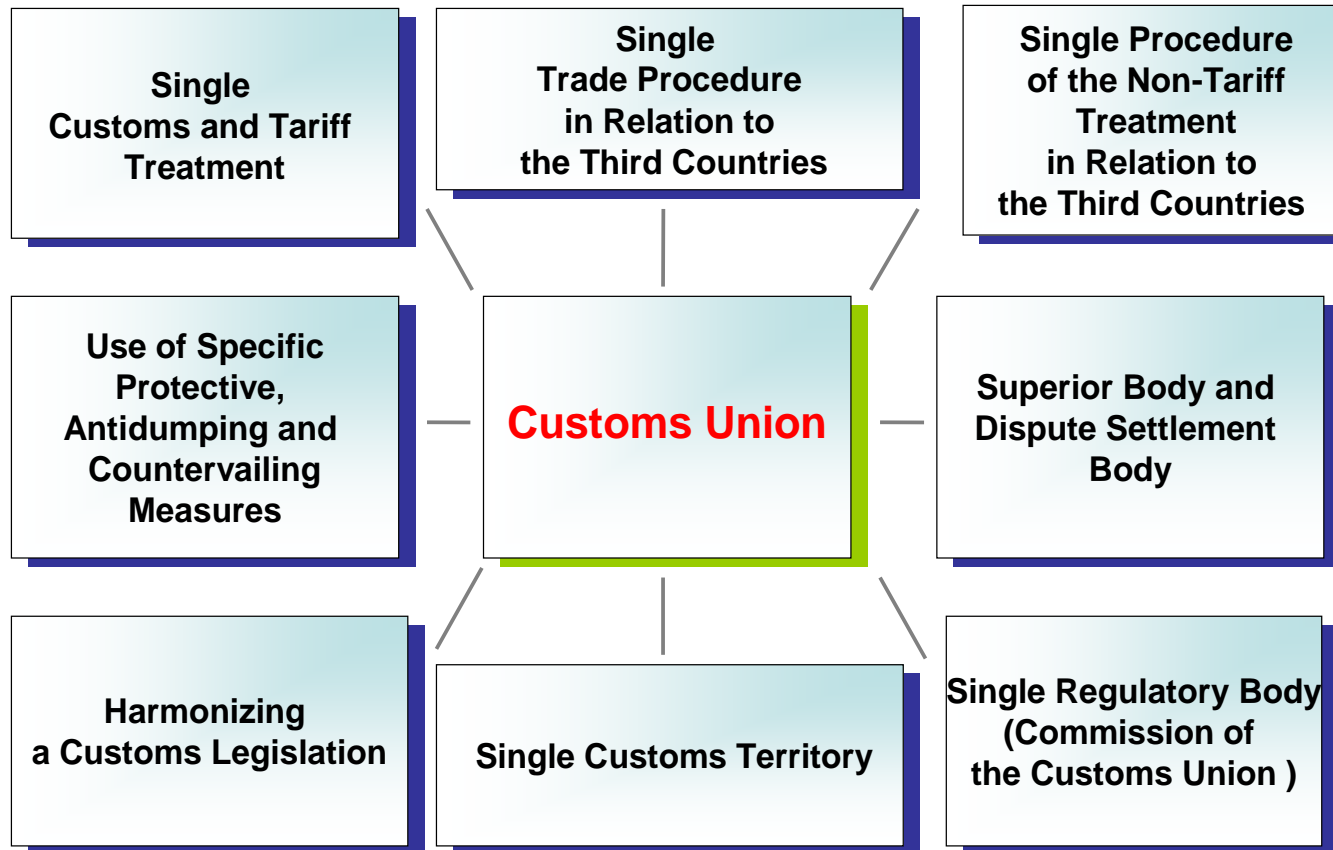 Single
Customs and Tariff
Treatment
Single
Trade Procedure
in Relation to
the Third Countries
Single Procedure
of the Non-Tariff
Treatment
in Relation to
the Third Countries
Use of Specific
Protective,
Antidumping and
Countervailing
Measures
Customs Union
Superior Body and
Dispute Settlement
Body
Harmonizing
a Customs Legislation
Single Customs Territory
Single Regulatory Body
(Commission of
the Customs Union )